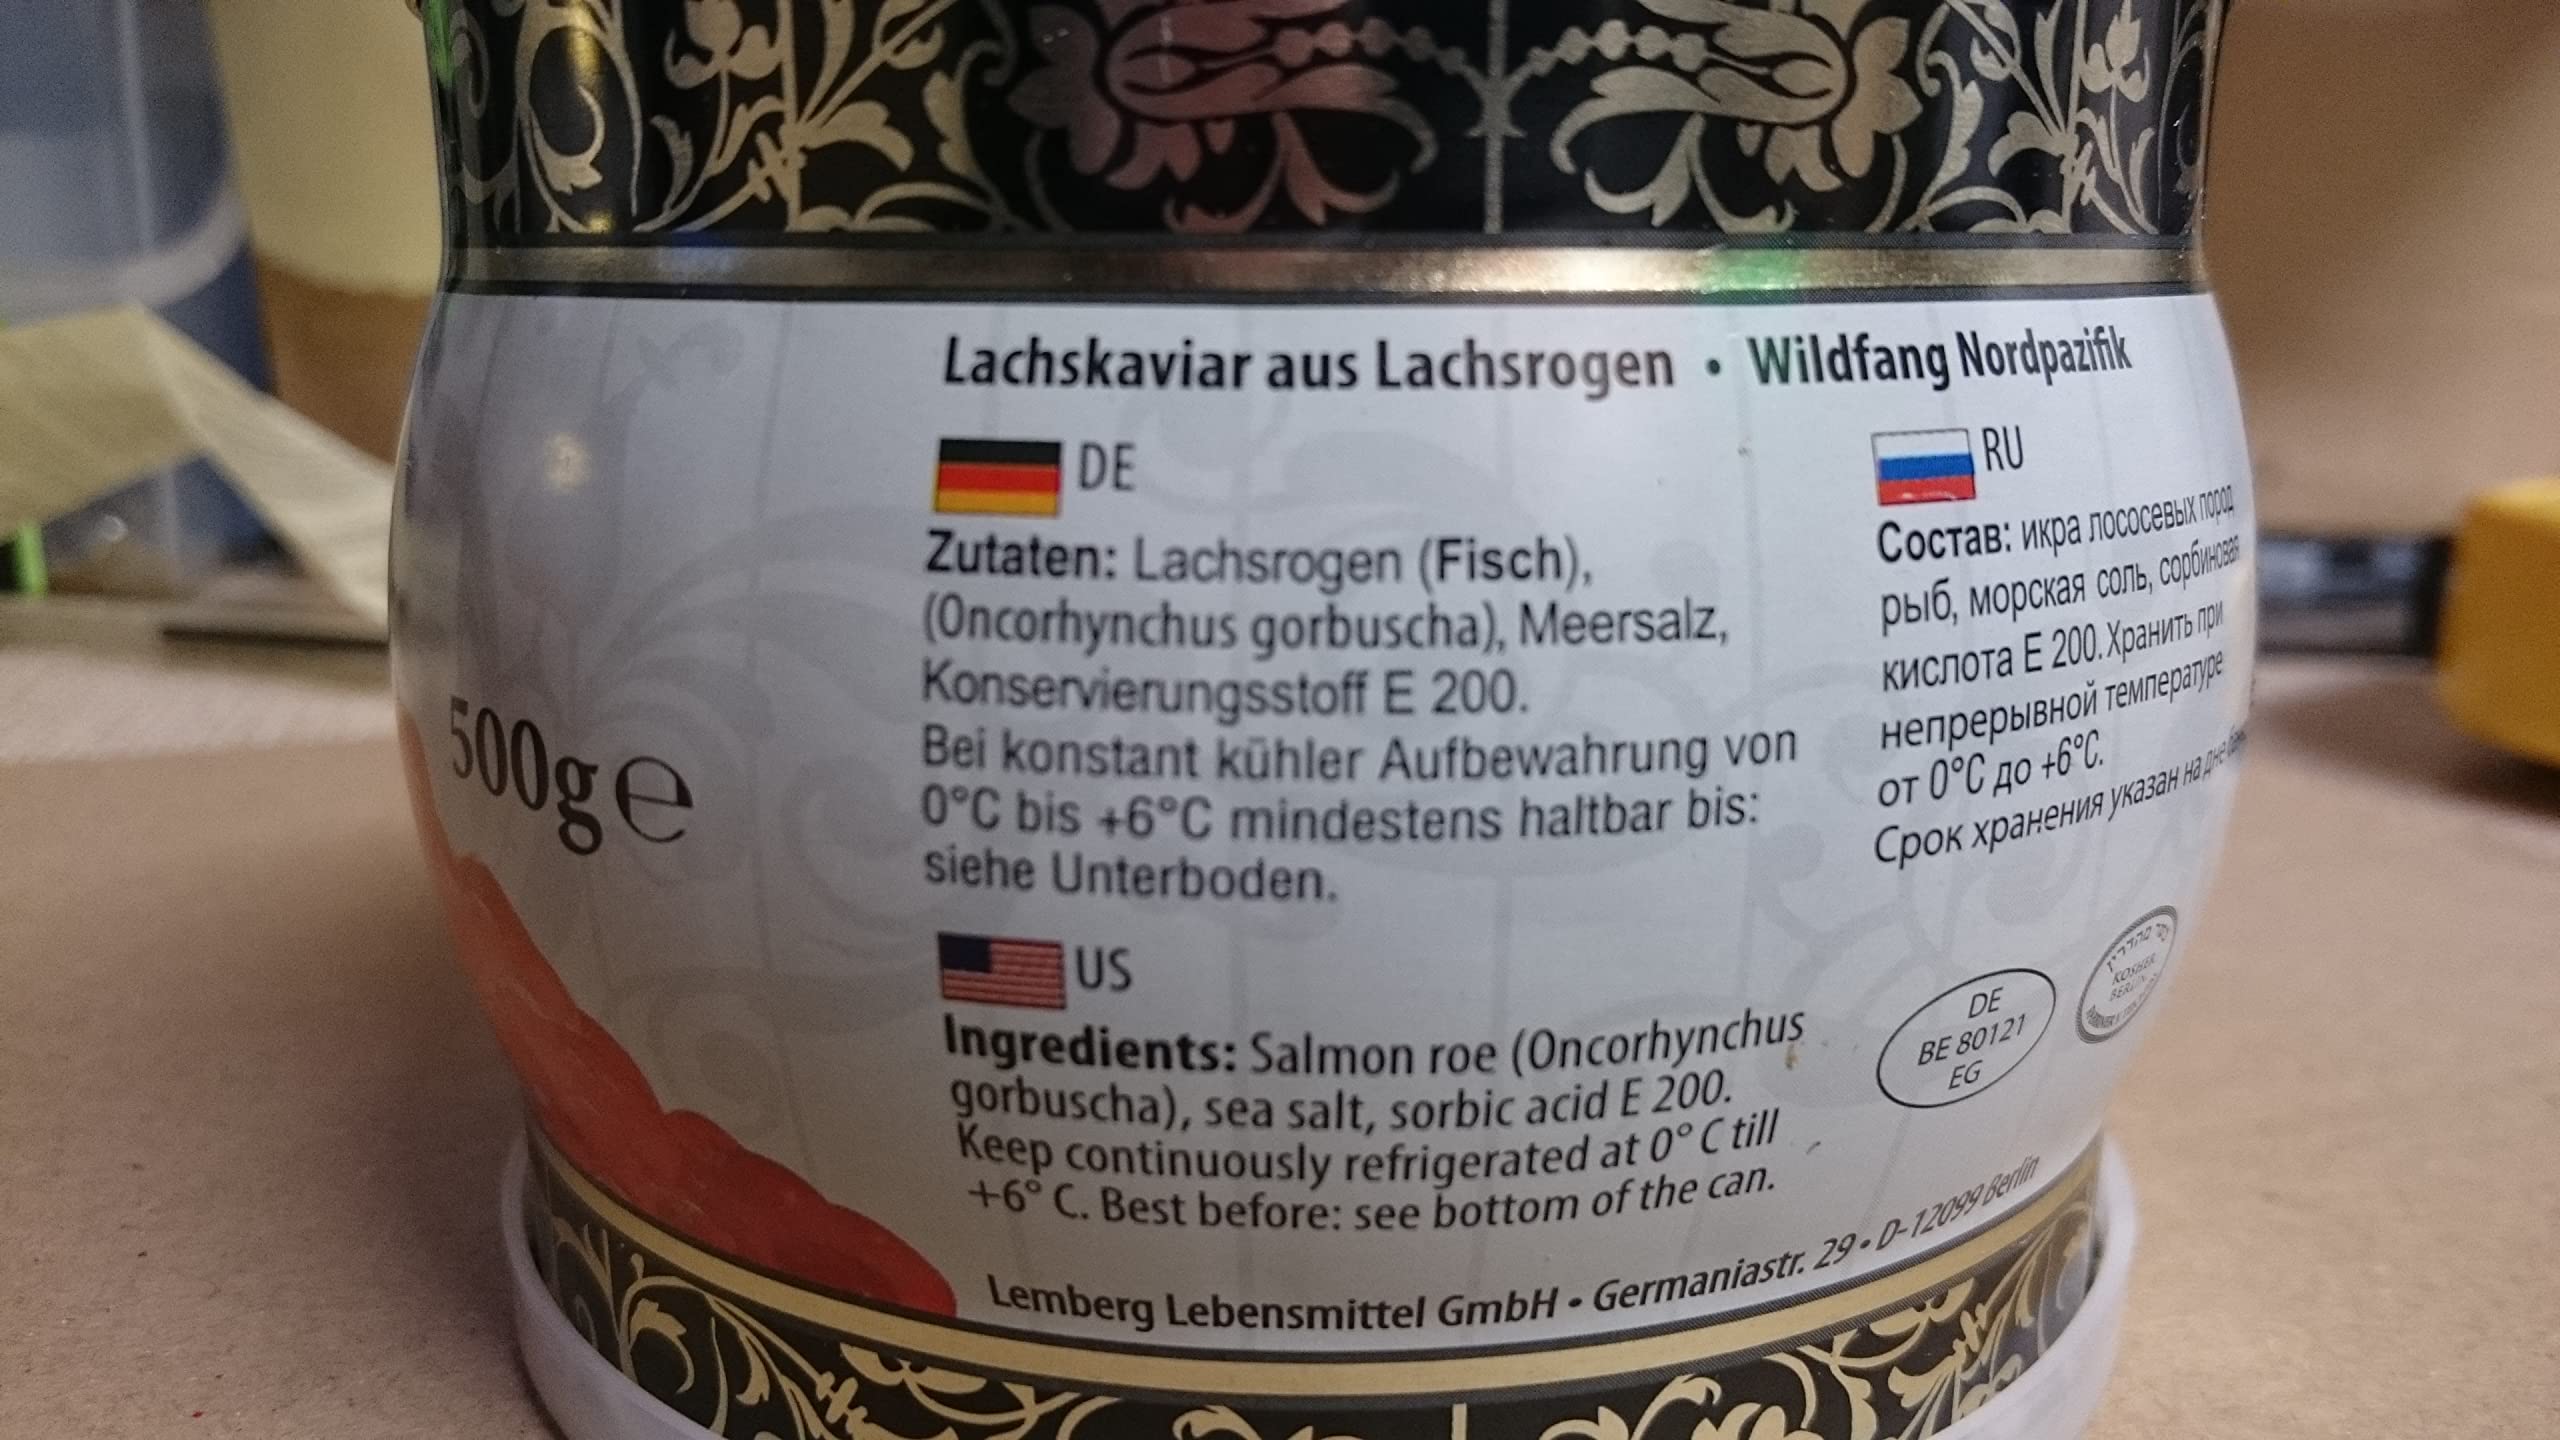 Lachskaviar aus Lachsrogen • Wildfang Nordpazifik
DE
Zutaten: Lachsrogen (Fisch),
(Oncorhynchus gorbuscha), Meersalz,
Konservierungsstoff E 200.
Bei konstant kühler Aufbewahrung von
0°C bis +6°C mindestens haltbar bis:
siehe Unterboden.
RU
Состав: икра лососевых пород
рыб, морская соль, сорбиновая
кислота Е 200. Хранить при
непрерывной температуре
от 0°C до +6°C.
Срок хранения указан на дне
500g e
US
Ingredients: Salmon roe (Oncorhynchus
gorbuscha), sea salt, sorbic acid E 200.
Keep continuously refrigerated at 0° C till
+6° C. Best before: see bottom of the can.
DE
BE 80121
EG
KOSHER
BERLIN
Lemberg Lebensmittel GmbH • Germaniastr. 29 • D-12099 Berlin